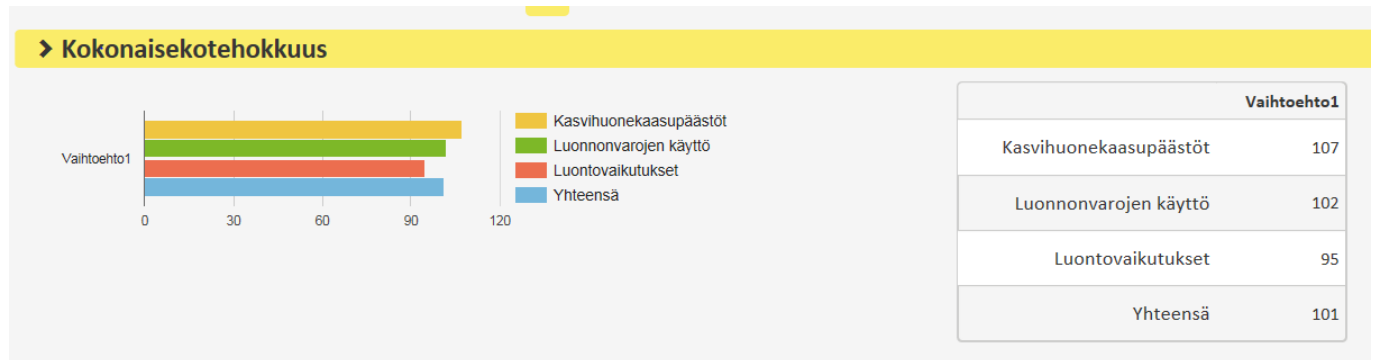 Kokonaisekotehokkuus
Vaihtoehto1
0 30 60 90 120
Kasvihuonekaasupäästöt
Luonnonvarojen käyttö
Luontovaikutukset
Yhteensä
Vaihtoehto1
Kasvihuonekaasupäästöt 107
Luonnonvarojen käyttö 102
Luontovaikutukset 95
Yhteensä 101